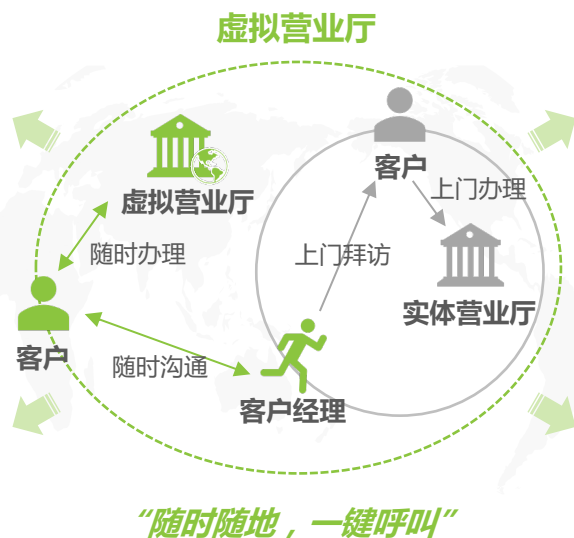 虚拟营业厅
客户
上门办理
虚拟营业厅
随时办理
上门拜访
实体营业厅
客户
随时沟通
客户经理
“随时随地，一键呼叫”